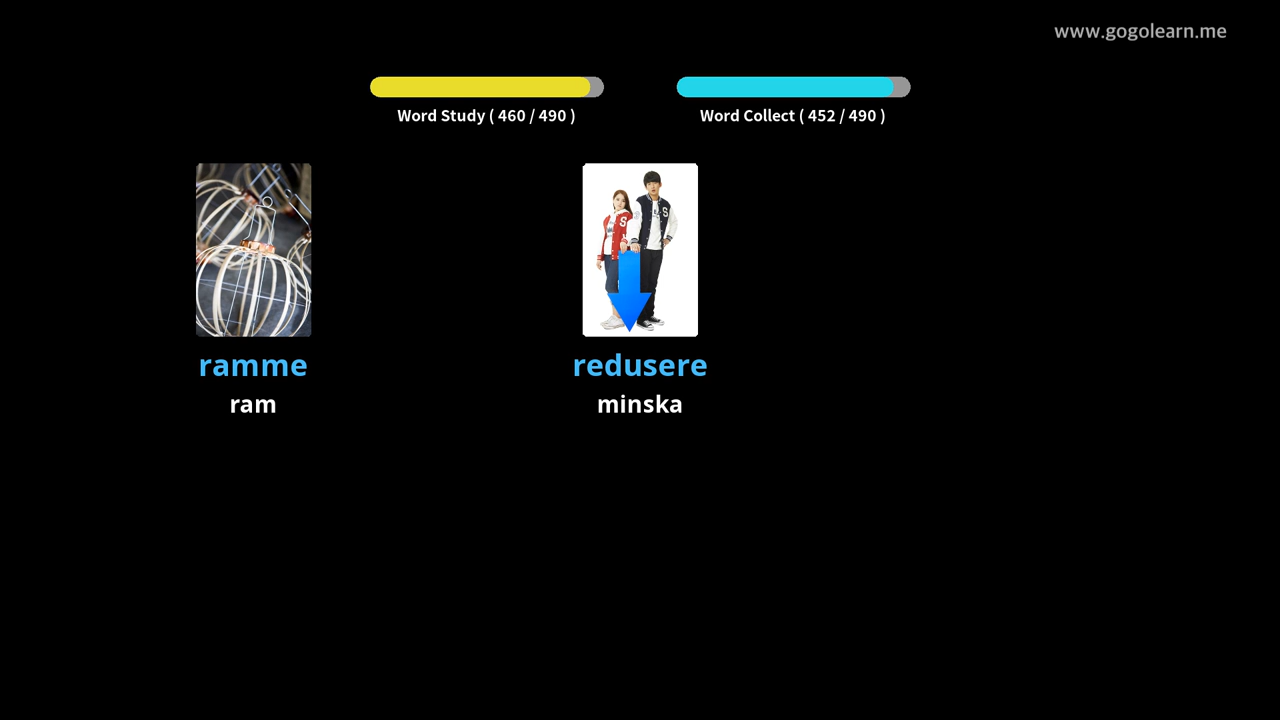 www.gogolearn.me
Word Study ( 460 / 490 )
Word Collect ( 452 / 490 )
S
S
ramme
redusere
ram
minska